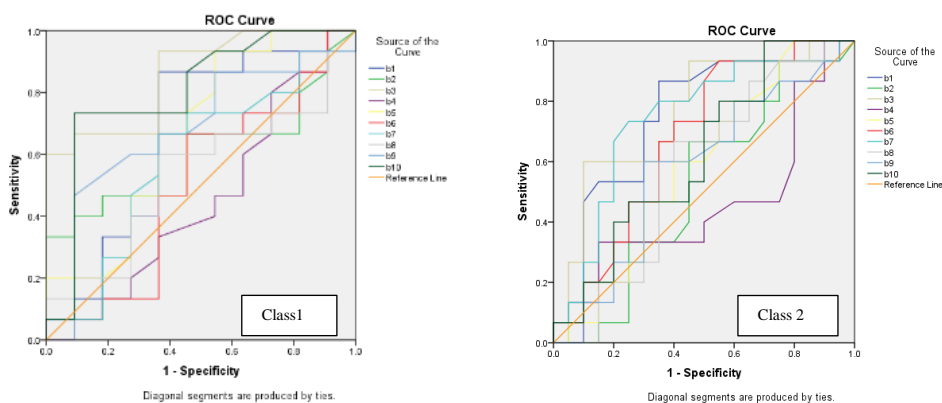 ROC Curve
Source of the
Curve
b1
b2
b3
b4
b5
b6
b7
b8
b9
b10
Reference Line
Sensitivity
1.0
0.8
0.6
0.4
0.2
0.0
0.0 0.2 0.4 0.6 0.8 1.0
1 - Specificity
Class1
Diagonal segments are produced by ties.
ROC Curve
Source of the
Curve
b1
b2
b3
b4
b5
b6
b7
b8
b9
b10
Reference Line
Sensitivity
1.0
0.8
0.6
0.4
0.2
0.0
0.0 0.2 0.4 0.6 0.8 1.0
1 - Specificity
Class 2
Diagonal segments are produced by ties.